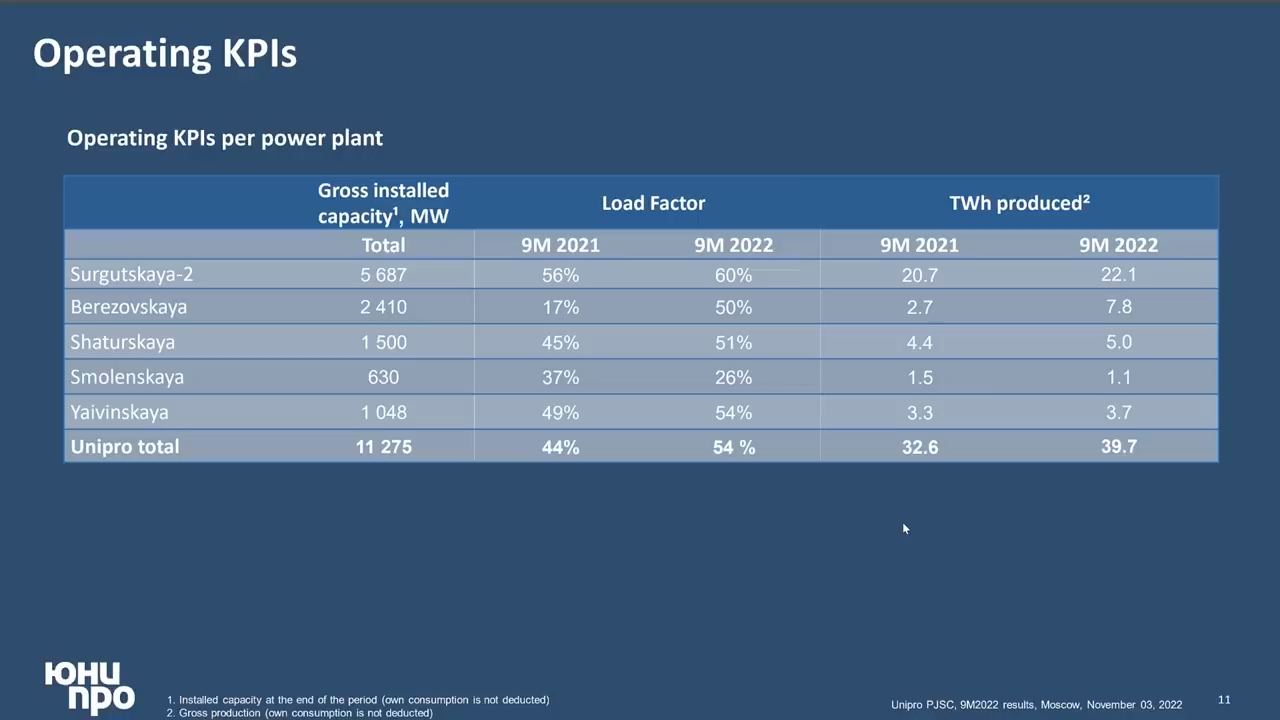 Operating KPIs
Operating KPIs per power plant
Gross installed capacity¹, MW Load Factor TWh produced²
Total 9M 2021 9M 2022 9M 2021 9M 2022
Surgutskaya-2 5 687 56% 60% 20.7 22.1
Berezovskaya 2 410 17% 50% 2.7 7.8
Shaturskaya 1 500 45% 51% 4.4 5.0
Smolenskaya 630 37% 26% 1.5 1.1
Yaivinskaya 1 048 49% 54% 3.3 3.7
Unipro total 11 275 44% 54 % 32.6 39.7
ЮНИ
ПРО
1. Installed capacity at the end of the period (own consumption is not deducted)
2. Gross production (own consumption is not deducted)
Unipro PJSC, 9M2022 results, Moscow, November 03, 2022 11